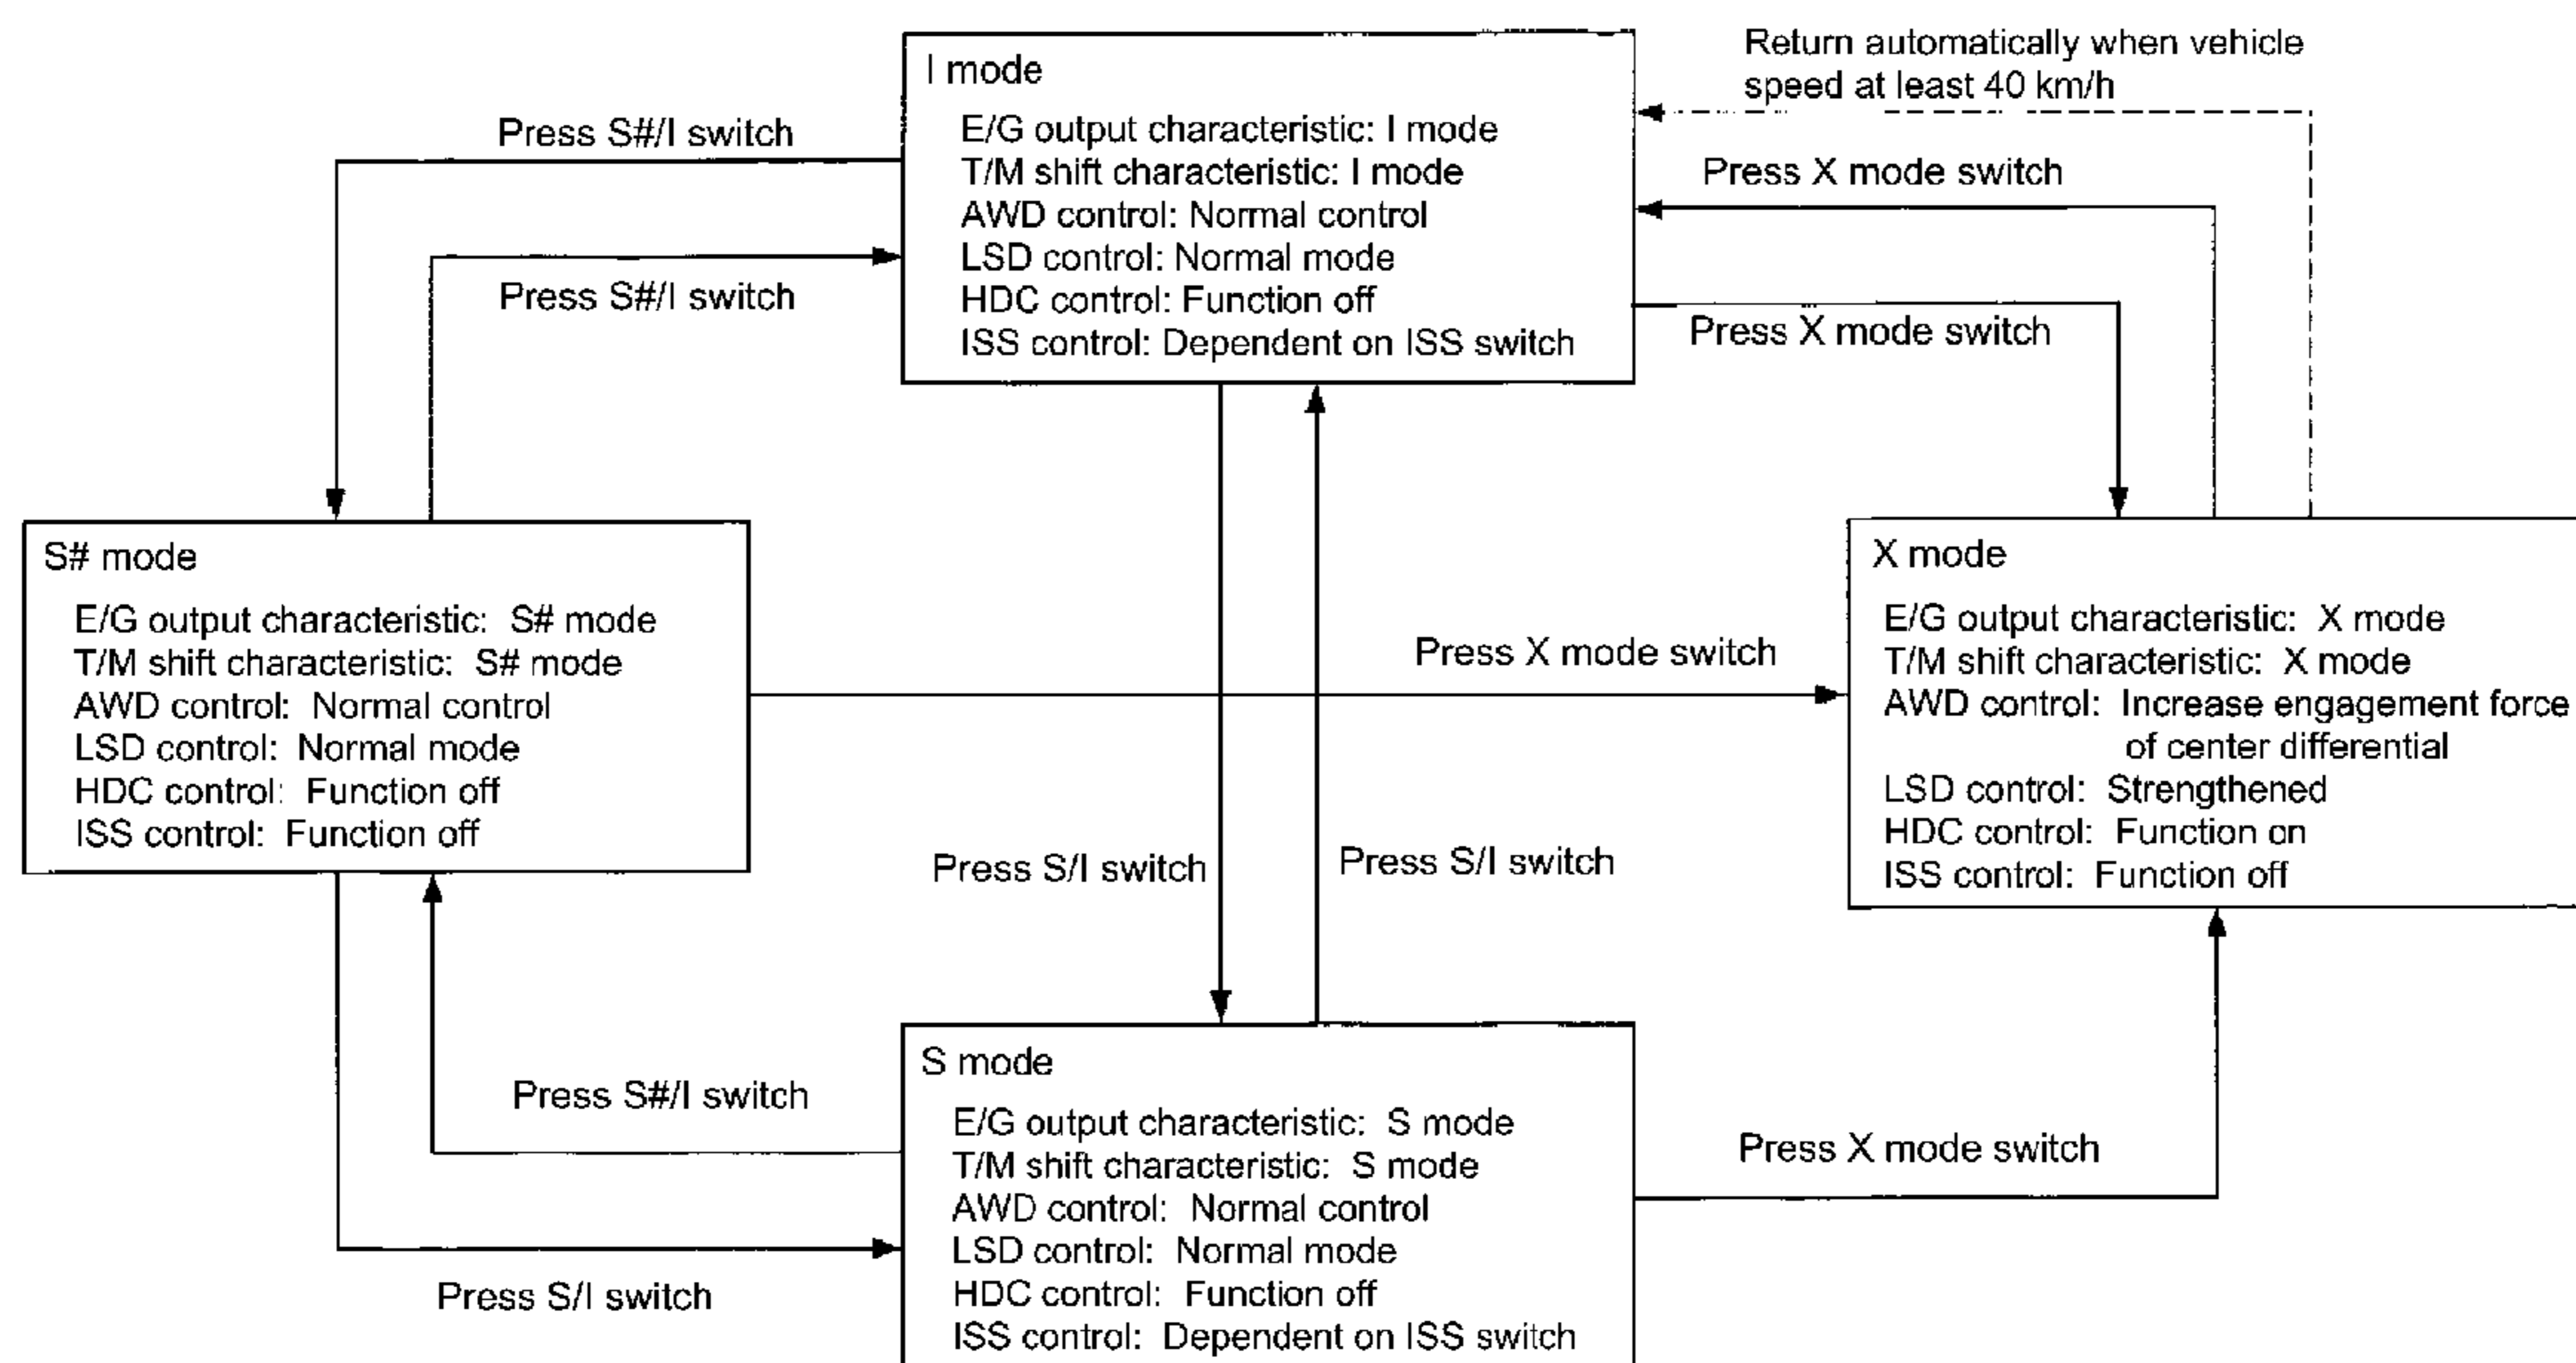 I mode
E/G output characteristic: I mode
T/M shift characteristic: I mode
AWD control: Normal control
LSD control: Normal mode
HDC control: Function off
ISS control: Dependent on ISS switch
Return automatically when vehicle
speed at least 40 km/h
Press S#/I switch
Press S#/I switch
Press X mode switch
Press X mode switch
S# mode
E/G output characteristic: S# mode
T/M shift characteristic: S# mode
AWD control: Normal control
LSD control: Normal mode
HDC control: Function off
ISS control: Function off
Press X mode switch
X mode
E/G output characteristic: X mode
T/M shift characteristic: X mode
AWD control: Increase engagement force
of center differential
LSD control: Strengthened
HDC control: Function on
ISS control: Function off
Press S/I switch
Press S/I switch
Press S#/I switch
Press S/I switch
S mode
E/G output characteristic: S mode
T/M shift characteristic: S mode
AWD control: Normal control
LSD control: Normal mode
HDC control: Function off
ISS control: Dependent on ISS switch
Press X mode switch